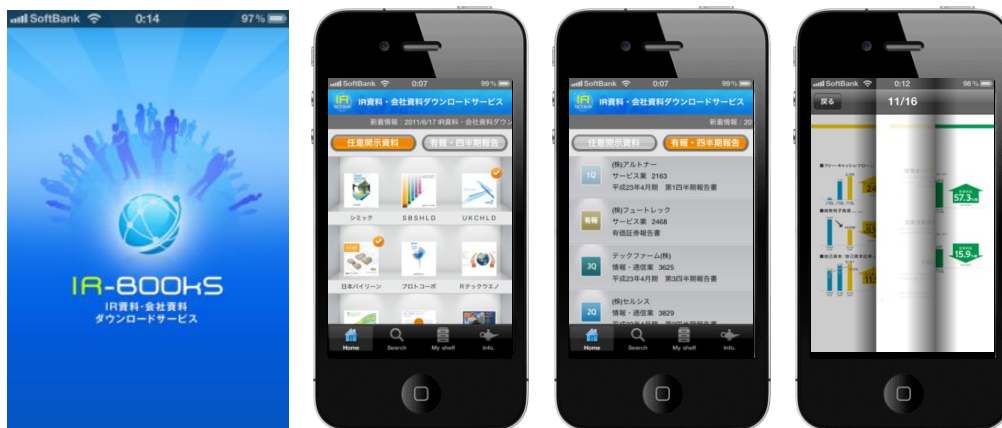 SoftBank 0:14 97%
IR-BOOKS
IR資料・会社資料
ダウンロードサービス
SoftBank 0:07 99%
IR資料・会社資料ダウンロードサービス
新着情報：2011/6/17 IR資料・会社資料ダウン
任意開示資料
有報・四半期報告
シミック
SBSHLD
UKCHLD
日本バイリーン
プロトコーポ
Rテックウエノ
Home
Search
My shelf
Info.
SoftBank 0:07 99%
IR資料・会社資料ダウンロードサービス
新着情報：20
任意開示資料
有報・四半期報告
1Q
(株)アルトナー
サービス業 2163
平成23年4月期 第1四半期報告書
有報
(株)フュートレック
サービス業 2468
有価証券報告書
3Q
テックファーム(株)
情報・通信業 3625
平成23年4月期 第3四半期報告書
2Q
(株)セルシス
情報・通信業 3829
Home
Search
My shelf
Info.
SoftBank 0:12 98%
戻る
11/16
57.3
15.9